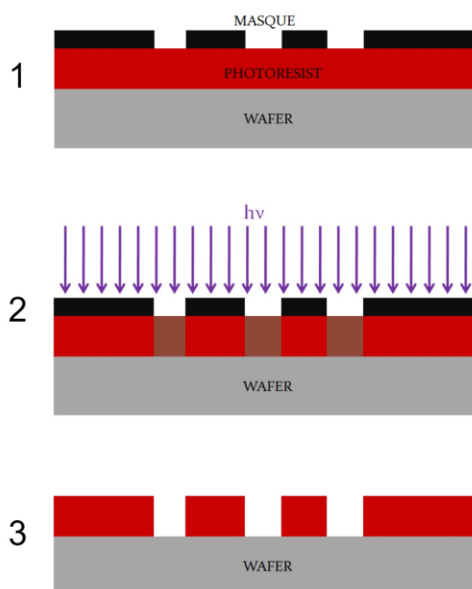 MASQUE
1
PHOTORESIST
WAFER
hν
2
WAFER
3
WAFER